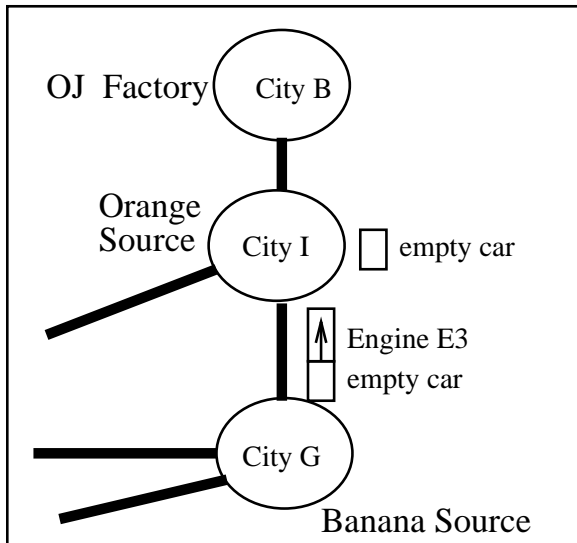 City B
OJ Factory
Orange
Source
City I
empty car
Engine E3
empty car
City G
Banana Source